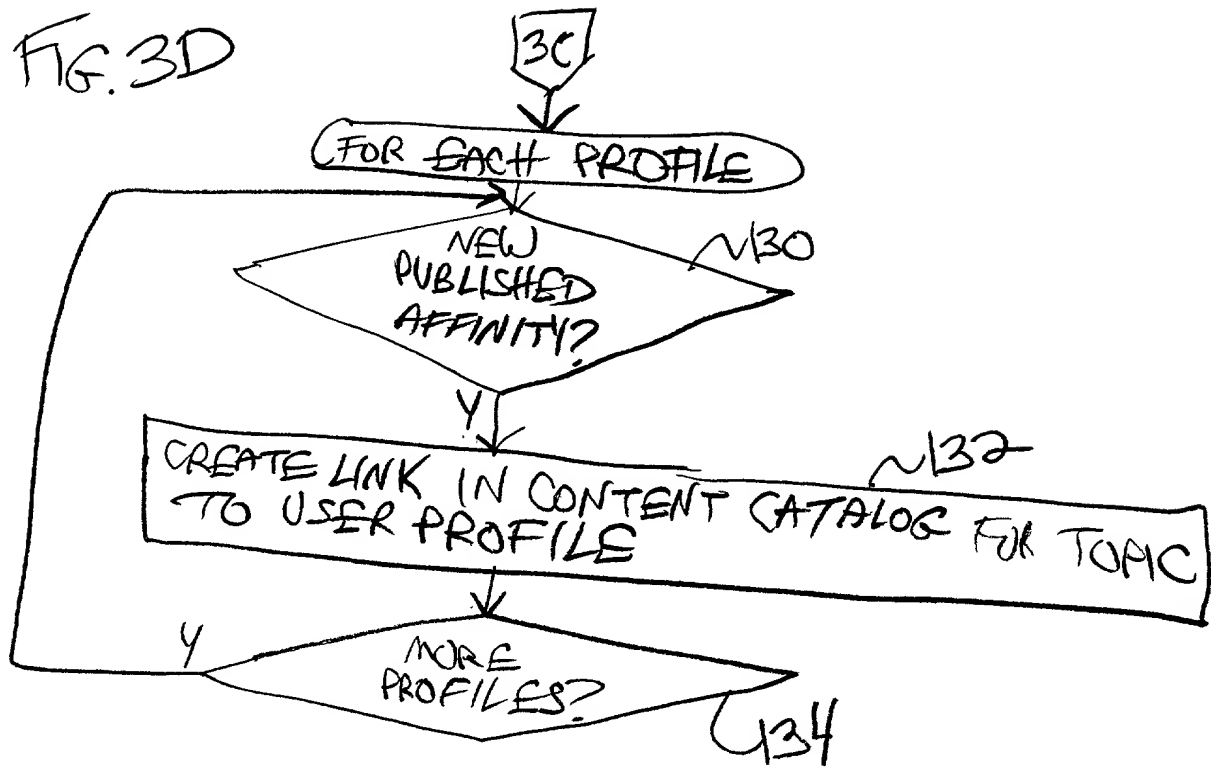 FIG. 3D
3C
FOR EACH PROFILE
NEW
PUBLISHED
AFFINITY?
130
Y
132
CREATE LINK IN CONTENT CATALOG FOR TOPIC
TO USER PROFILE
Y
MORE
PROFILES?
134